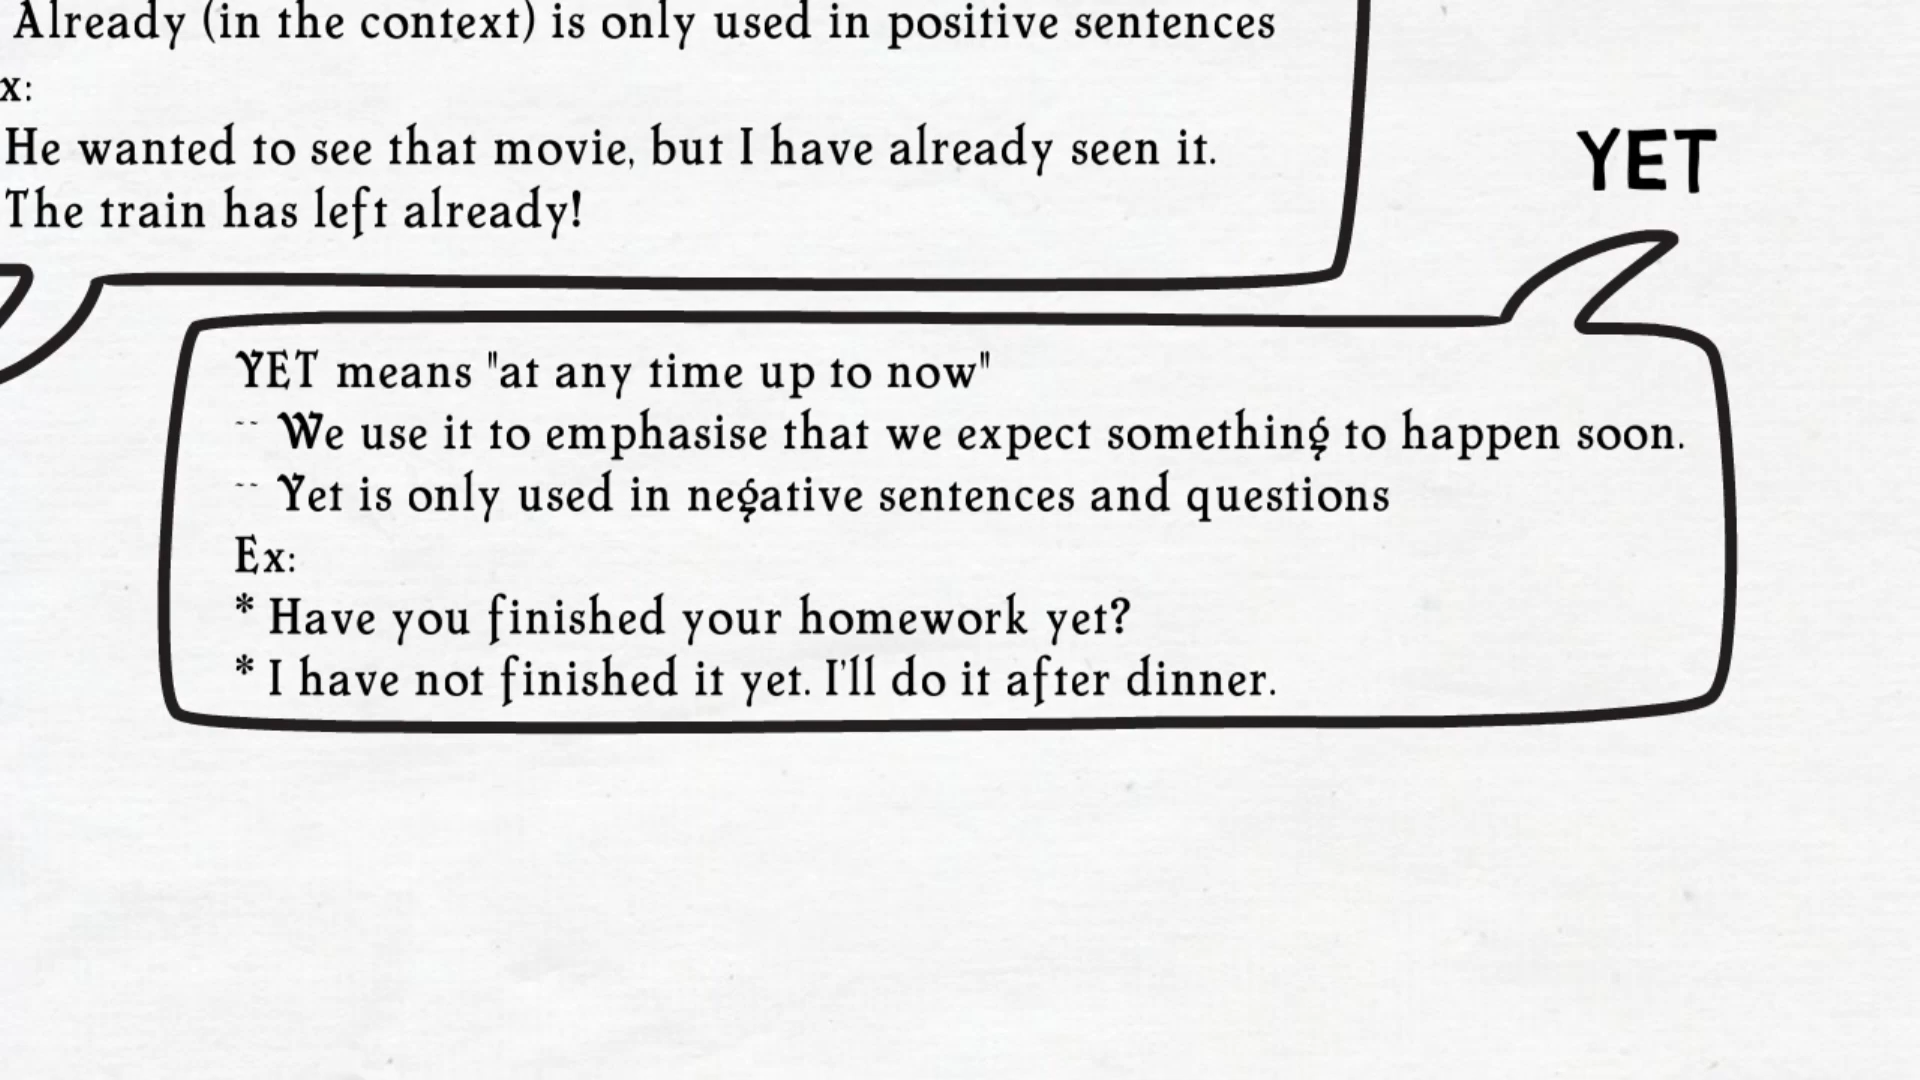 Already (in the context) is only used in positive sentences
x:
He wanted to see that movie, but I have already seen it.
The train has left already!
YET
YET means "at any time up to now"
-- We use it to emphasise that we expect something to happen soon.
-- Yet is only used in negative sentences and questions
Ex:
* Have you finished your homework yet?
* I have not finished it yet. I'll do it after dinner.